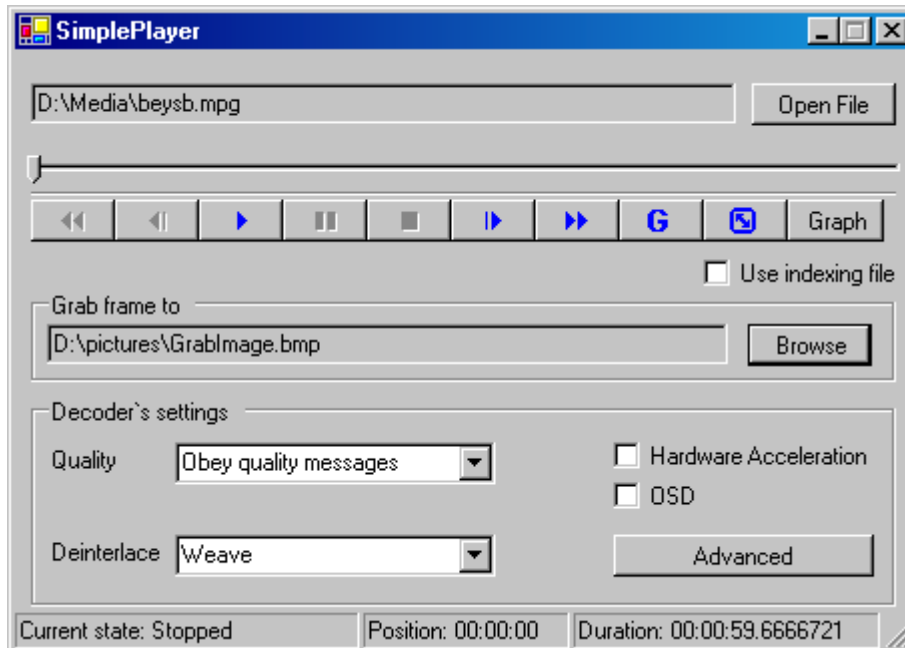 SimplePlayer
D:\Media\beysb.mpg
Open File
G
Graph
Use indexing file
Grab frame to
D:\pictures\GrabImage.bmp
Browse
Decoder`s settings
Quality
Obey quality messages
Hardware Acceleration
OSD
Deinterlace
Weave
Advanced
Current state: Stopped
Position: 00:00:00
Duration: 00:00:59.6666721